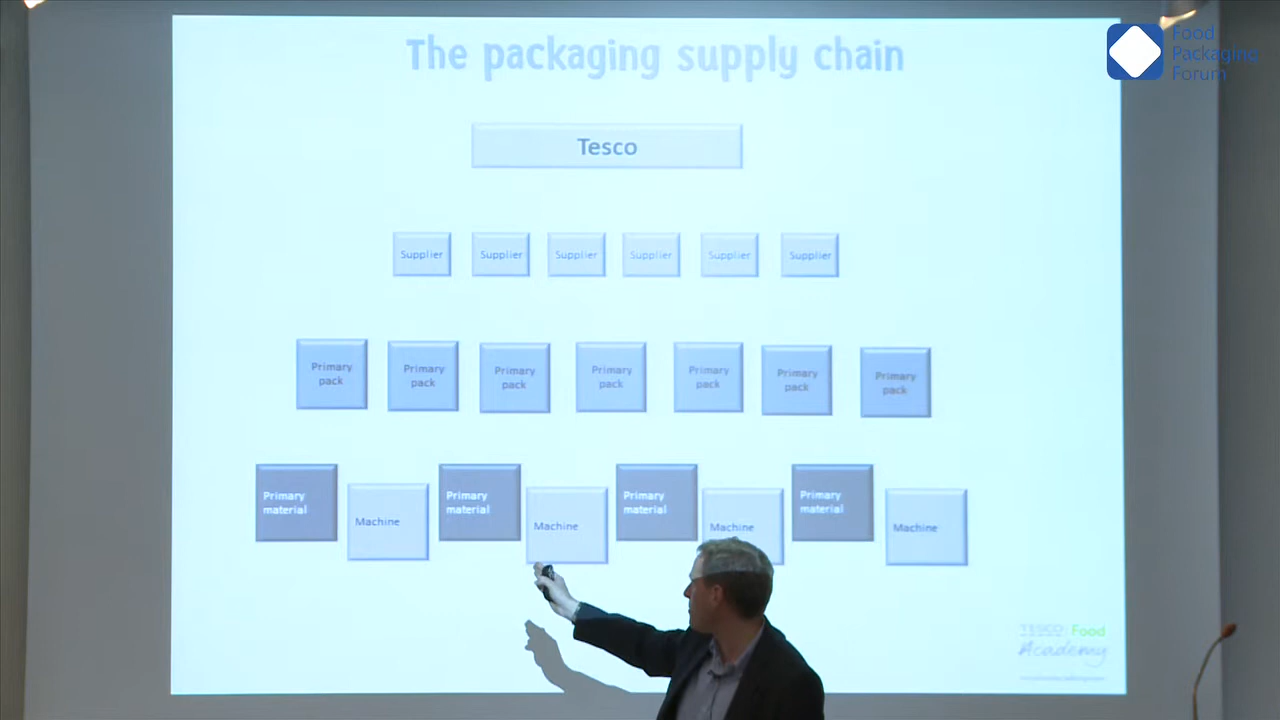 Food
Packaging
Forum
The packaging supply chain
Tesco
Supplier Supplier Supplier Supplier Supplier Supplier
Primary pack Primary pack Primary pack Primary pack Primary pack Primary pack Primary pack
Primary material Machine Primary material Machine Primary material Machine Primary material Machine
TESCO Food
Academy